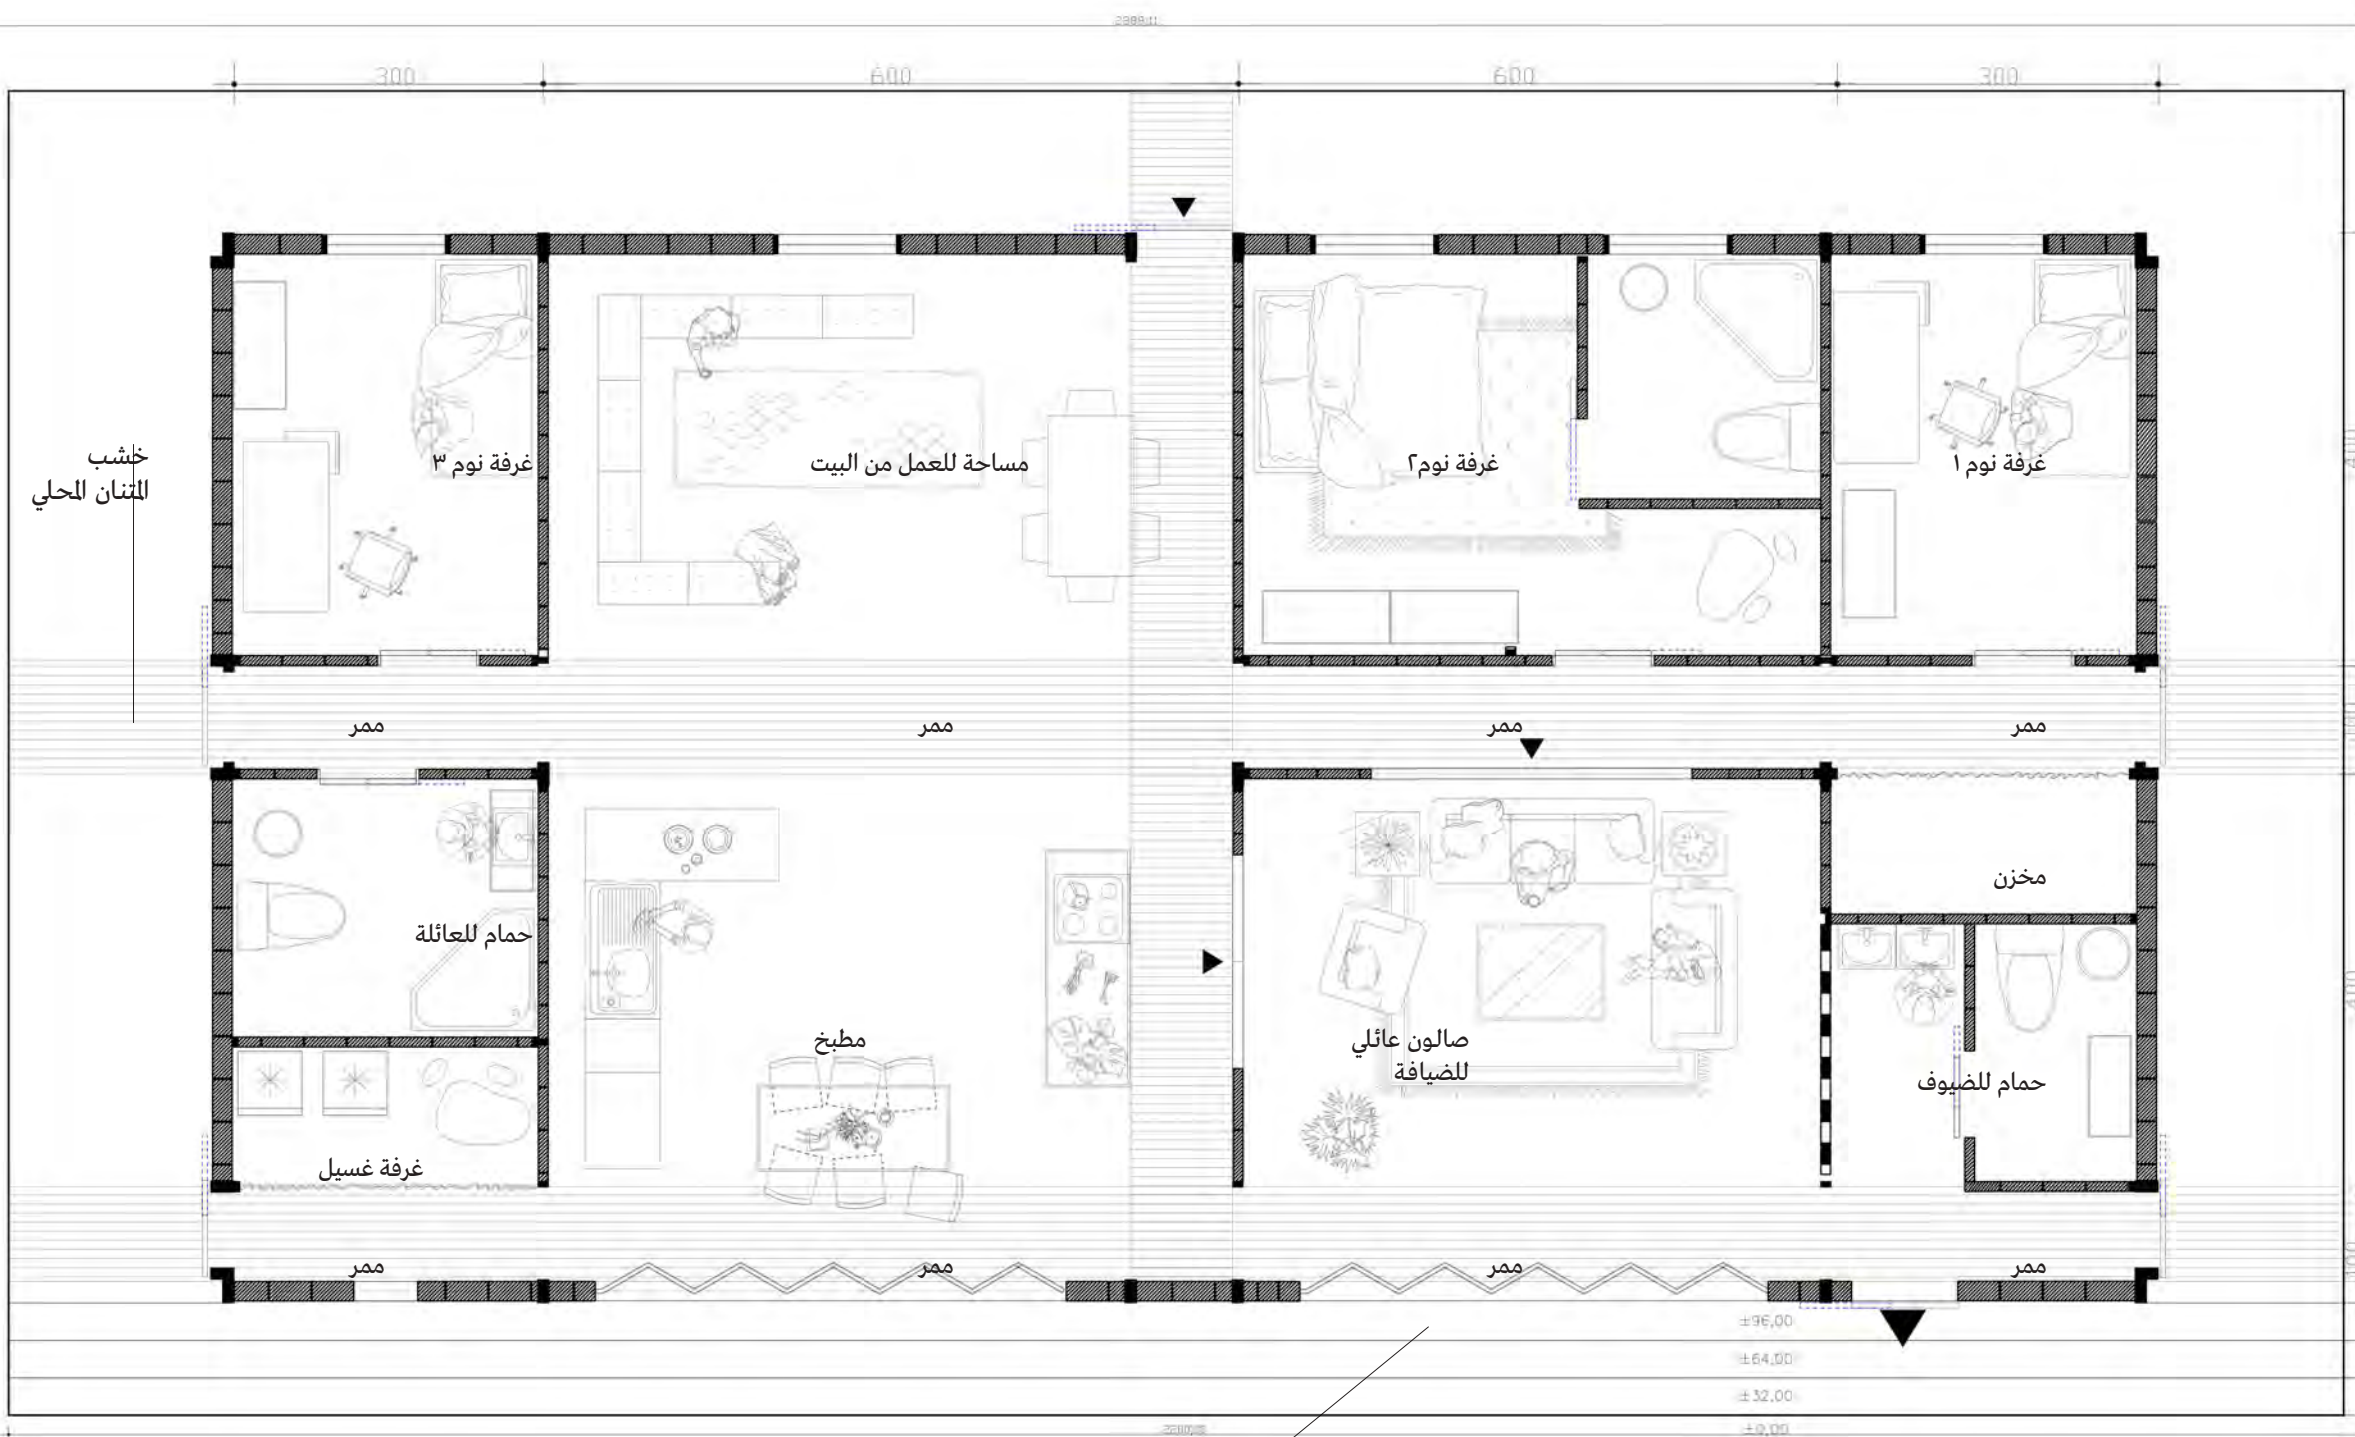 300
600
600
300
خشب
المتنان المحلي
غرفة نوم ٣
مساحة للعمل من البيت
غرفة نوم٢
غرفة نوم ١
ممر
ممر
ممر
ممر
حمام للعائلة
غرفة غسيل
مطبخ
صالون عائلي
للضيافة
مخزن
حمام للضيوف
ممر
ممر
ممر
ممر
±96,00
±64,00
±32,00
±0,00